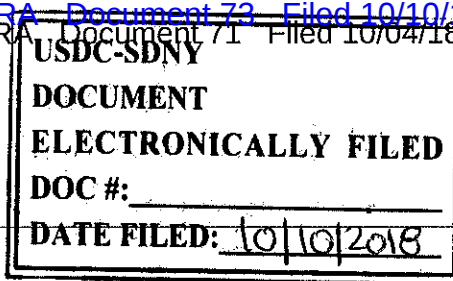 RA Document 73 Filed 10/10/
RA Document 71 Filed 10/04/18
USDC-SDNY
DOCUMENT
ELECTRONICALLY FILED
DOC #:
DATE FILED: 10/10/2018